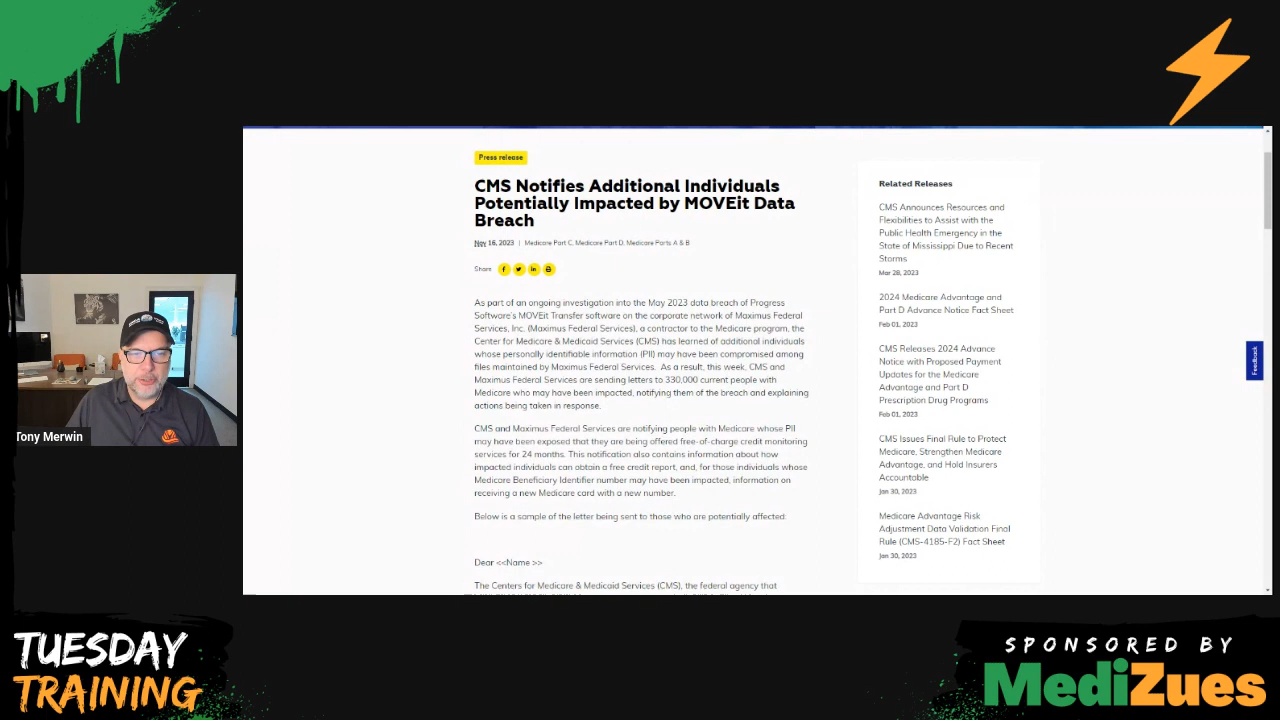 Press release
CMS Notifies Additional Individuals
Potentially Impacted by MOVEit Data
Breach
Nov 16, 2023 | Medicare Part C, Medicare Part D, Medicare Parts A & B
Share
As part of an ongoing investigation into the May 2023 data breach of Progress
Software's MOVEit Transfer software on the corporate network of Maximus Federal
Services, Inc. (Maximus Federal Services), a contractor to the Medicare program, the
Center for Medicare & Medicaid Services (CMS) has learned of additional individuals
whose personally identifiable information (PII) may have been compromised among
files maintained by Maximus Federal Services. As a result, this week, CMS and
Maximus Federal Services are sending letters to 330,000 current people with
Medicare who may have been impacted, notifying them of the breach and explaining
actions being taken in response.
CMS and Maximus Federal Services are notifying people with Medicare whose PII
may have been exposed that they are being offered free-of-charge credit monitoring
services for 24 months. This notification also contains information about how
impacted individuals can obtain a free credit report, and, for those individuals whose
Medicare Beneficiary Identifier number may have been impacted, information on
receiving a new Medicare card with a new number.
Below is a sample of the letter being sent to those who are potentially affected:
Dear <<Name >>
The Centers for Medicare & Medicaid Services (CMS), the federal agency that
Related Releases
CMS Announces Resources and
Flexibilities to Assist with the
Public Health Emergency in the
State of Mississippi Due to Recent
Storms
Mar 28, 2023
2024 Medicare Advantage and
Part D Advance Notice Fact Sheet
Feb 01, 2023
CMS Releases 2024 Advance
Notice with Proposed Payment
Updates for the Medicare
Advantage and Part D
Prescription Drug Programs
Feb 01, 2023
CMS Issues Final Rule to Protect
Medicare, Strengthen Medicare
Advantage, and Hold Insurers
Accountable
Jan 30, 2023
Medicare Advantage Risk
Adjustment Data Validation Final
Rule (CMS-4185-F2) Fact Sheet
Jan 30, 2023
Feedback
Tony Merwin
TUESDAY
TRAINING
SPONSORED BY
MediZues